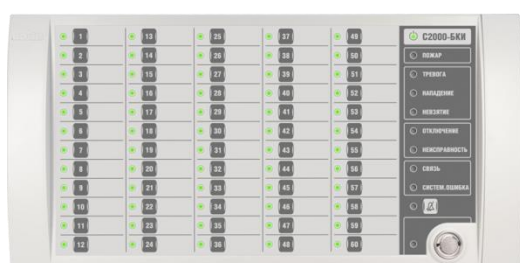 1 13 25 37 49 С2000-БКИ
2 14 26 38 50 ПОЖАР
3 15 27 39 51 ТРЕВОГА
4 16 28 40 52 НАПАДЕНИЕ
5 17 29 41 53 НЕВЗЯТИЕ
6 18 30 42 54 ОТКЛЮЧЕНИЕ
7 19 31 43 55 НЕИСПРАВНОСТЬ
8 20 32 44 56 СВЯЗЬ
9 21 33 45 57 СИСТЕМ.ОШИБКА
10 22 34 46 58
11 23 35 47 59
12 24 36 48 60